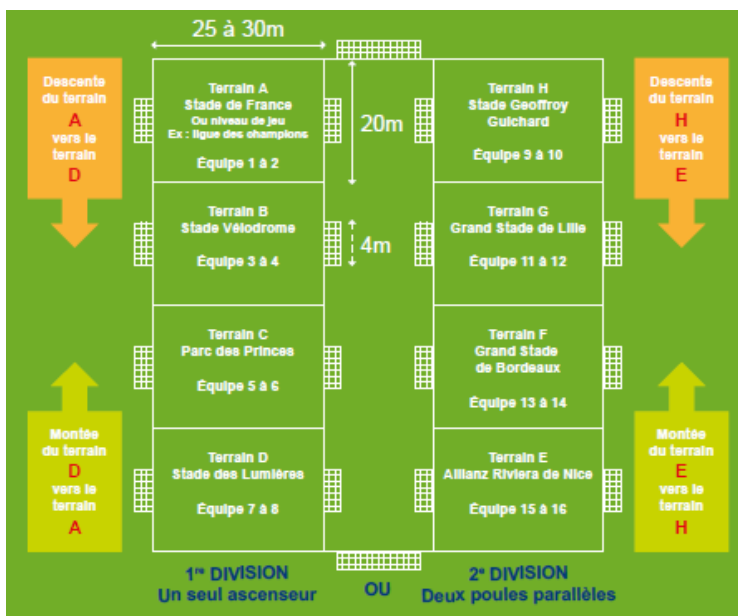 25 à 30m
Descente
du terrain
A
vers le
terrain
D
Terrain A
Stade de France
Ou niveau de jeu
Ex : ligue des champions
Équipe 1 à 2
20m
Terrain H
Stade Geoffroy
Guichard
Équipe 9 à 10
Descente
du terrain
H
vers le
terrain
E
Terrain B
Stade Vélodrome
Équipe 3 à 4
4m
Terrain G
Grand Stade de Lille
Équipe 11 à 12
Terrain C
Parc des Princes
Équipe 5 à 6
Terrain F
Grand Stade
de Bordeaux
Équipe 13 à 14
Montée
du terrain
D
vers le
terrain
A
Terrain D
Stade des Lumières
Équipe 7 à 8
Terrain E
Allianz Riviera de Nice
Équipe 15 à 16
Montée
du terrain
E
vers le
terrain
H
1re DIVISION
Un seul ascenseur
OU
2e DIVISION
Deux poules parallèles